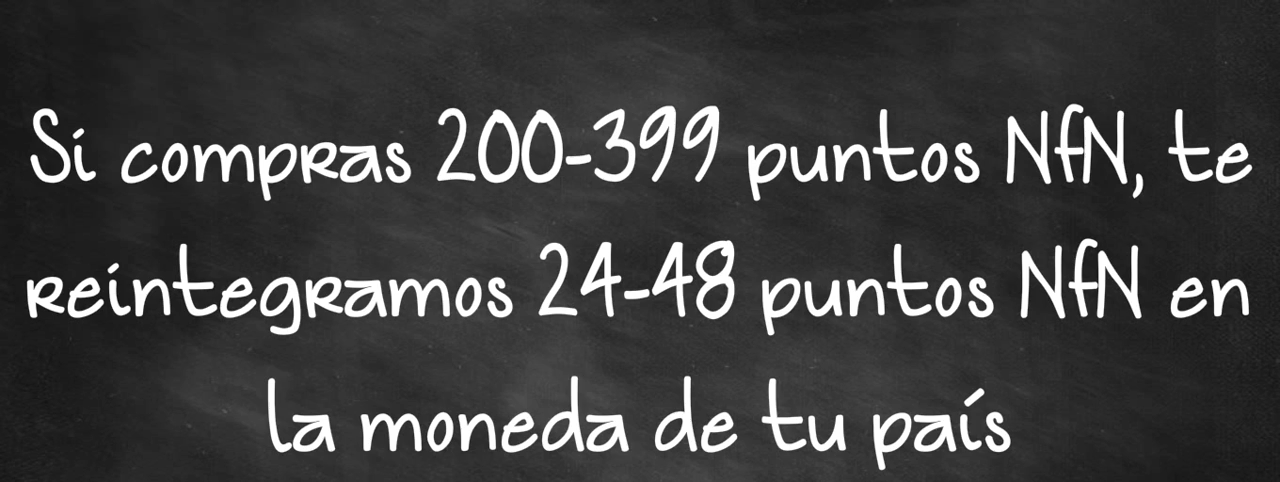 Si compras 200-399 puntos NfN, te
reintegramos 24-48 puntos NfN en
la moneda de tu país